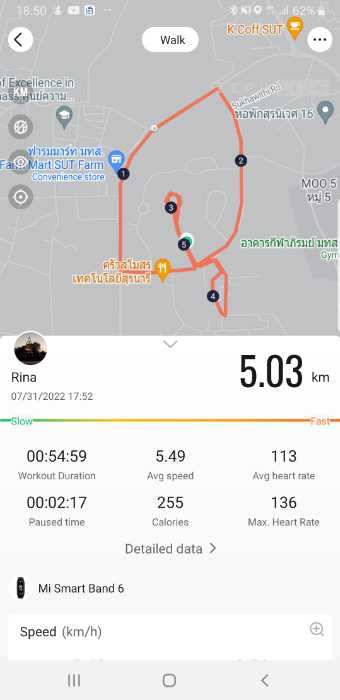 18:50
62%
Walk
K.Coff SUT
of Excellence in
KM
Sukhawithi Rd
หอพักสุรนิเวศ 16
ฟาร์มมาร์ท มทส
Farm Mart SUT Farm
Convenience store
1
2
3
4
5
MOO 5
หมู่ 5
อาคารกีฬาภิรมย์ มทส
Gym
ครัวสุโมสร
เทคโนโลยีสุรนารี
5.03 km
Rina
07/31/2022 17:52
Slow
Fast
00:54:59
5.49
113
Workout Duration
Avg speed
Avg heart rate
00:02:17
255
136
Paused time
Calories
Max. Heart Rate
Detailed data
Mi Smart Band 6
Speed (km/h)